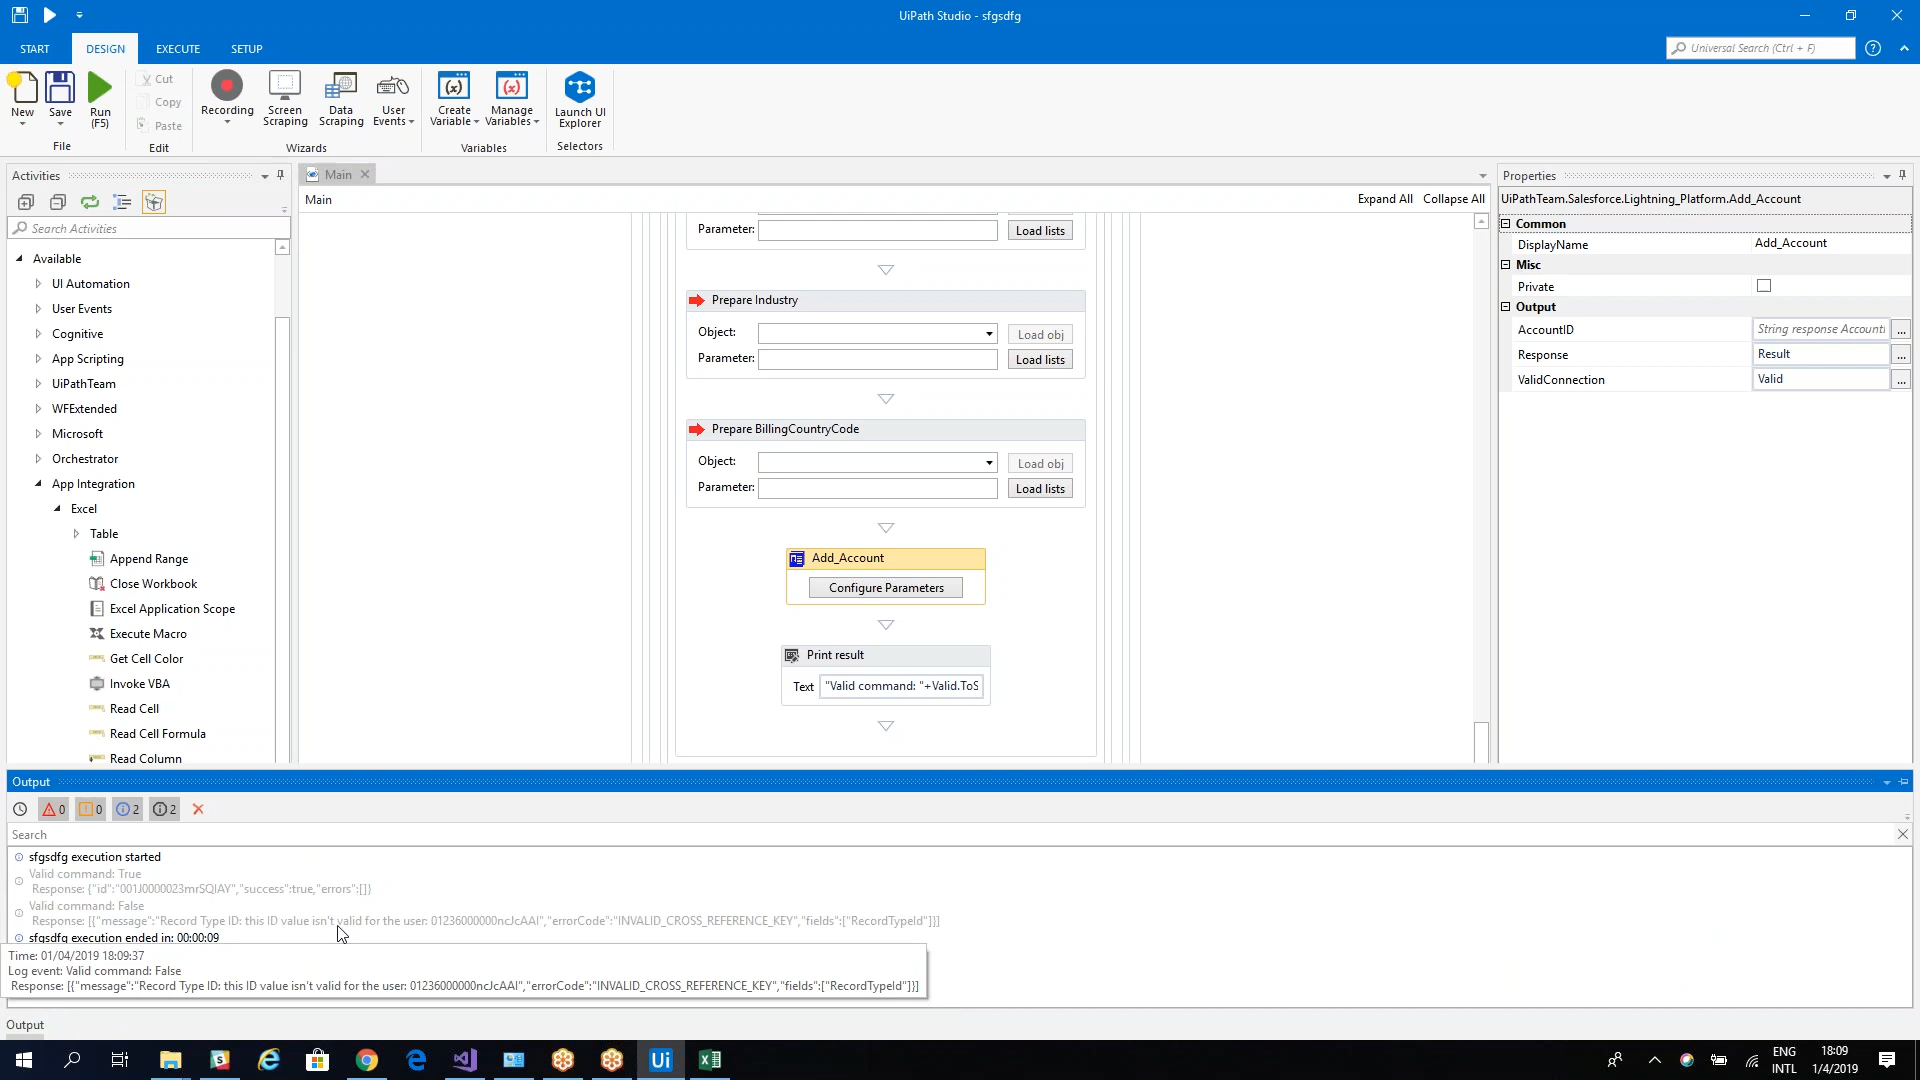 UiPath Studio - sfgsdfg
START
DESIGN
EXECUTE
SETUP
Universal Search (Ctrl + F)
New
Save
Run
(F5)
Cut
Copy
Paste
Recording
Screen
Scraping
Data
Scraping
User
Events
Create
Variable
Manage
Variables
Launch UI
Explorer
File
Edit
Wizards
Variables
Selectors
Activities
Search Activities
Available
UI Automation
User Events
Cognitive
App Scripting
UiPathTeam
WFExtended
Microsoft
Orchestrator
App Integration
Excel
Table
Append Range
Close Workbook
Excel Application Scope
Execute Macro
Get Cell Color
Invoke VBA
Read Cell
Read Cell Formula
Read Column
Main
Main
Expand All
Collapse All
Parameter:
Load lists
Prepare Industry
Object:
Load obj
Parameter:
Load lists
Prepare BillingCountryCode
Object:
Load obj
Parameter:
Load lists
Add_Account
Configure Parameters
Print result
Text
"Valid command: "+Valid.ToS
Properties
UiPathTeam.Salesforce.Lightning_Platform.Add_Account
Common
DisplayName
Add_Account
Misc
Private
Output
AccountID
String response AccountI
...
Response
Result
...
ValidConnection
Valid
...
Output
0
0
2
2
Search
sfgsdfg execution started
Valid command: True
Response: {"id":"001J0000023mrSQIAY","success":true,"errors":[]}
Valid command: False
Response: [{"message":"Record Type ID: this ID value isn't valid for the user: 01236000000ncJcAAI","errorCode":"INVALID_CROSS_REFERENCE_KEY","fields":["RecordTypeId"]}]
sfgsdfg execution ended in: 00:00:09
Time: 01/04/2019 18:09:37
Log event: Valid command: False
Response: [{"message":"Record Type ID: this ID value isn't valid for the user: 01236000000ncJcAAI","errorCode":"INVALID_CROSS_REFERENCE_KEY","fields":["RecordTypeId"]}]
Output
Ui
ENG
INTL
18:09
1/4/2019